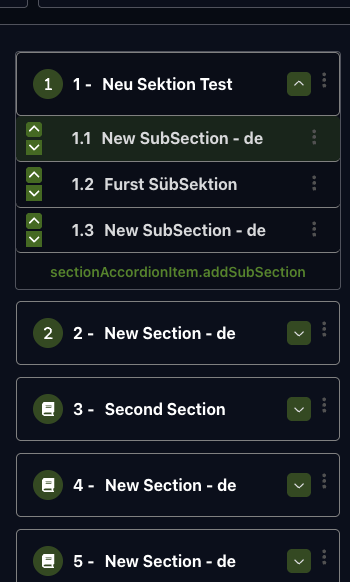 1 1 - Neu Sektion Test
1.1 New SubSection - de
1.2 Furst SübSektion
1.3 New SubSection - de
sectionAccordionItem.addSubSection
2 2 - New Section - de
3 - Second Section
4 - New Section - de
5 - New Section - de